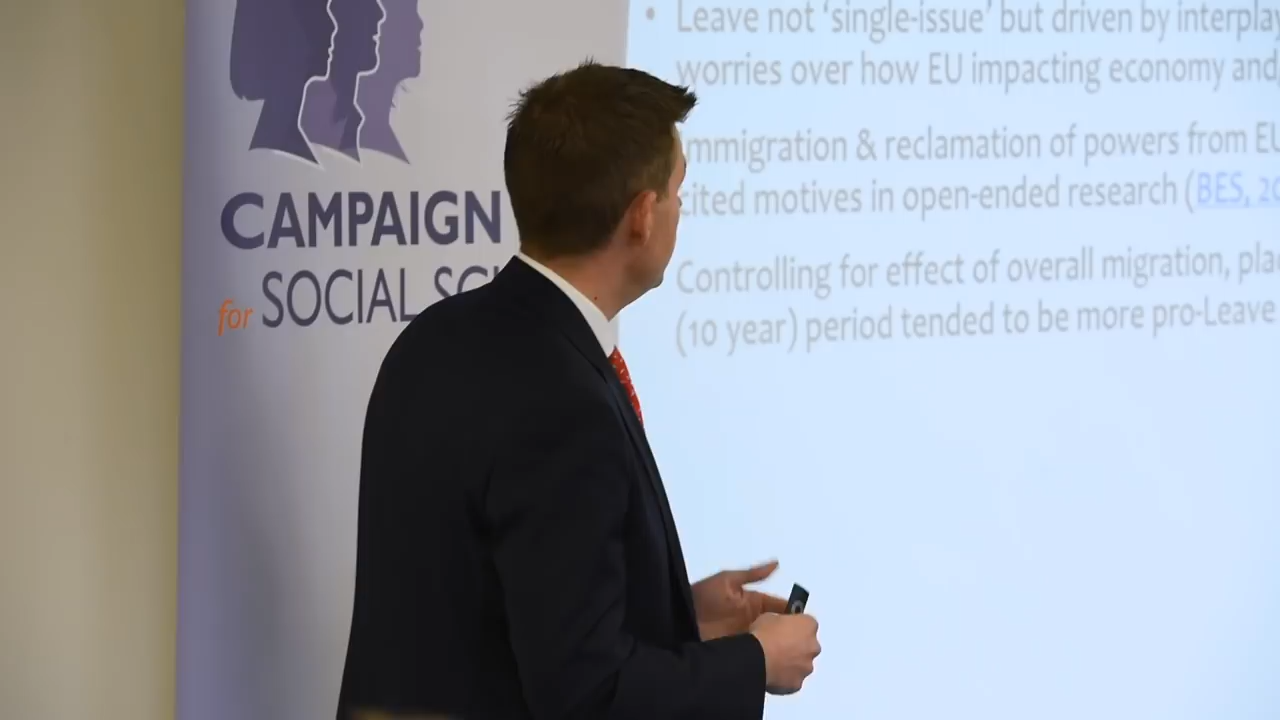 CAMPAIGN
for SOCIAL
• Leave not ‘single-issue’ but driven by interplay
worries over how EU impacting economy and
mmigration & reclamation of powers from EU
cited motives in open-ended research (BES, 20
Controlling for effect of overall migration,
(10 year) period tended to be more pro-Leave